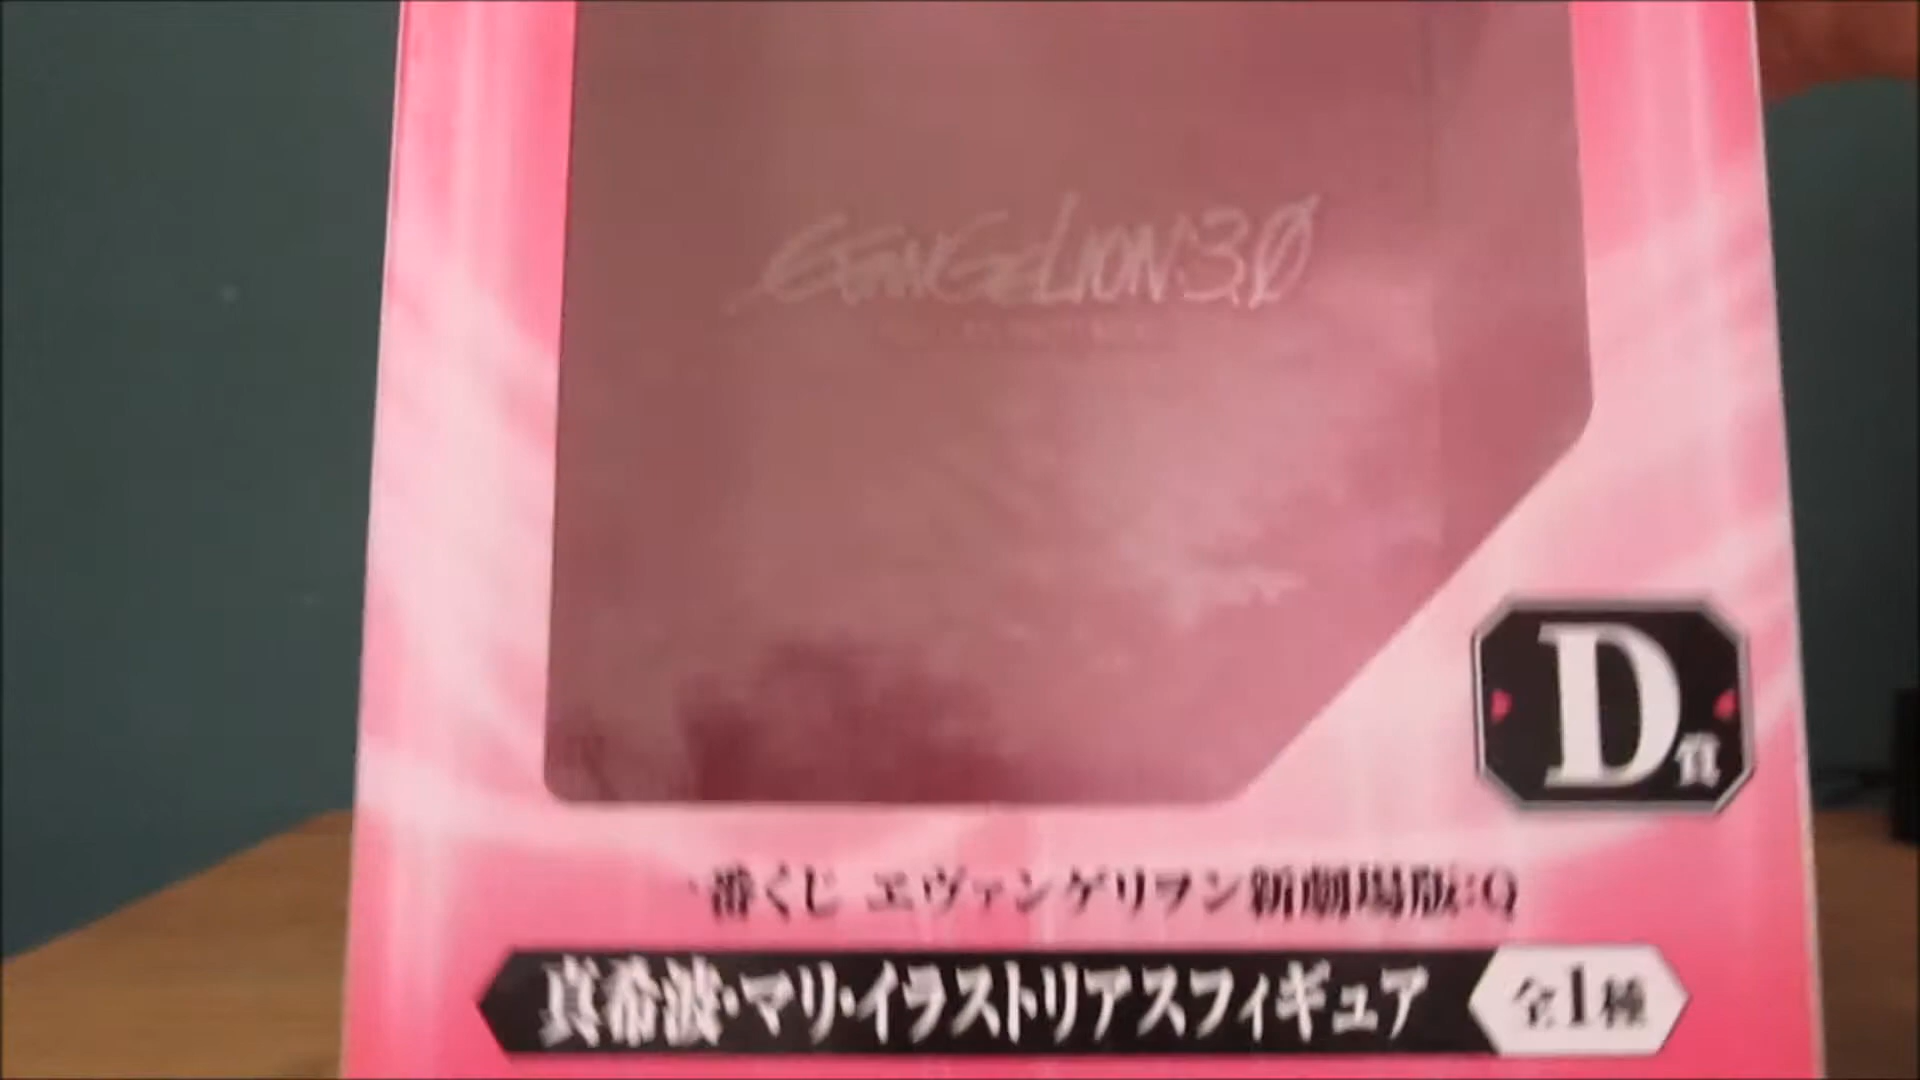 EVANGELION:3.0
D賞
一番くじ エヴァンゲリヲン新劇場版:Q
真希波・マリ・イラストリアスフィギュア
全1種